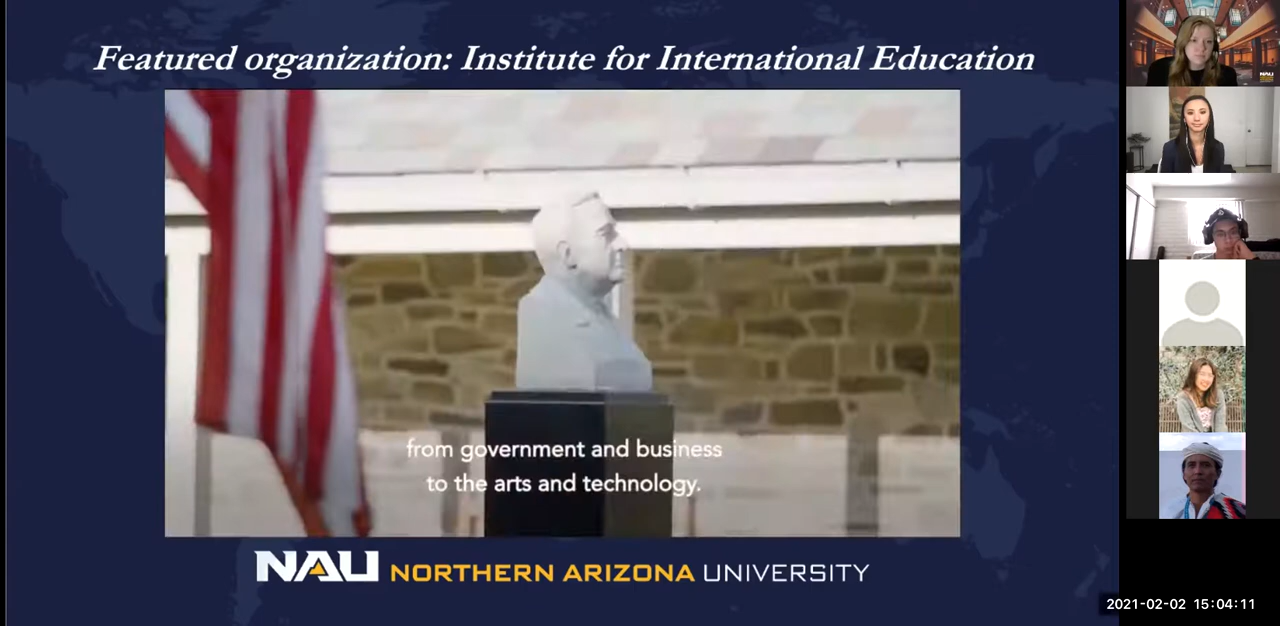 Featured organization: Institute for International Education
from government and business
to the arts and technology.
NAU NORTHERN ARIZONA UNIVERSITY
NAU
2021-02-02 15:04:11